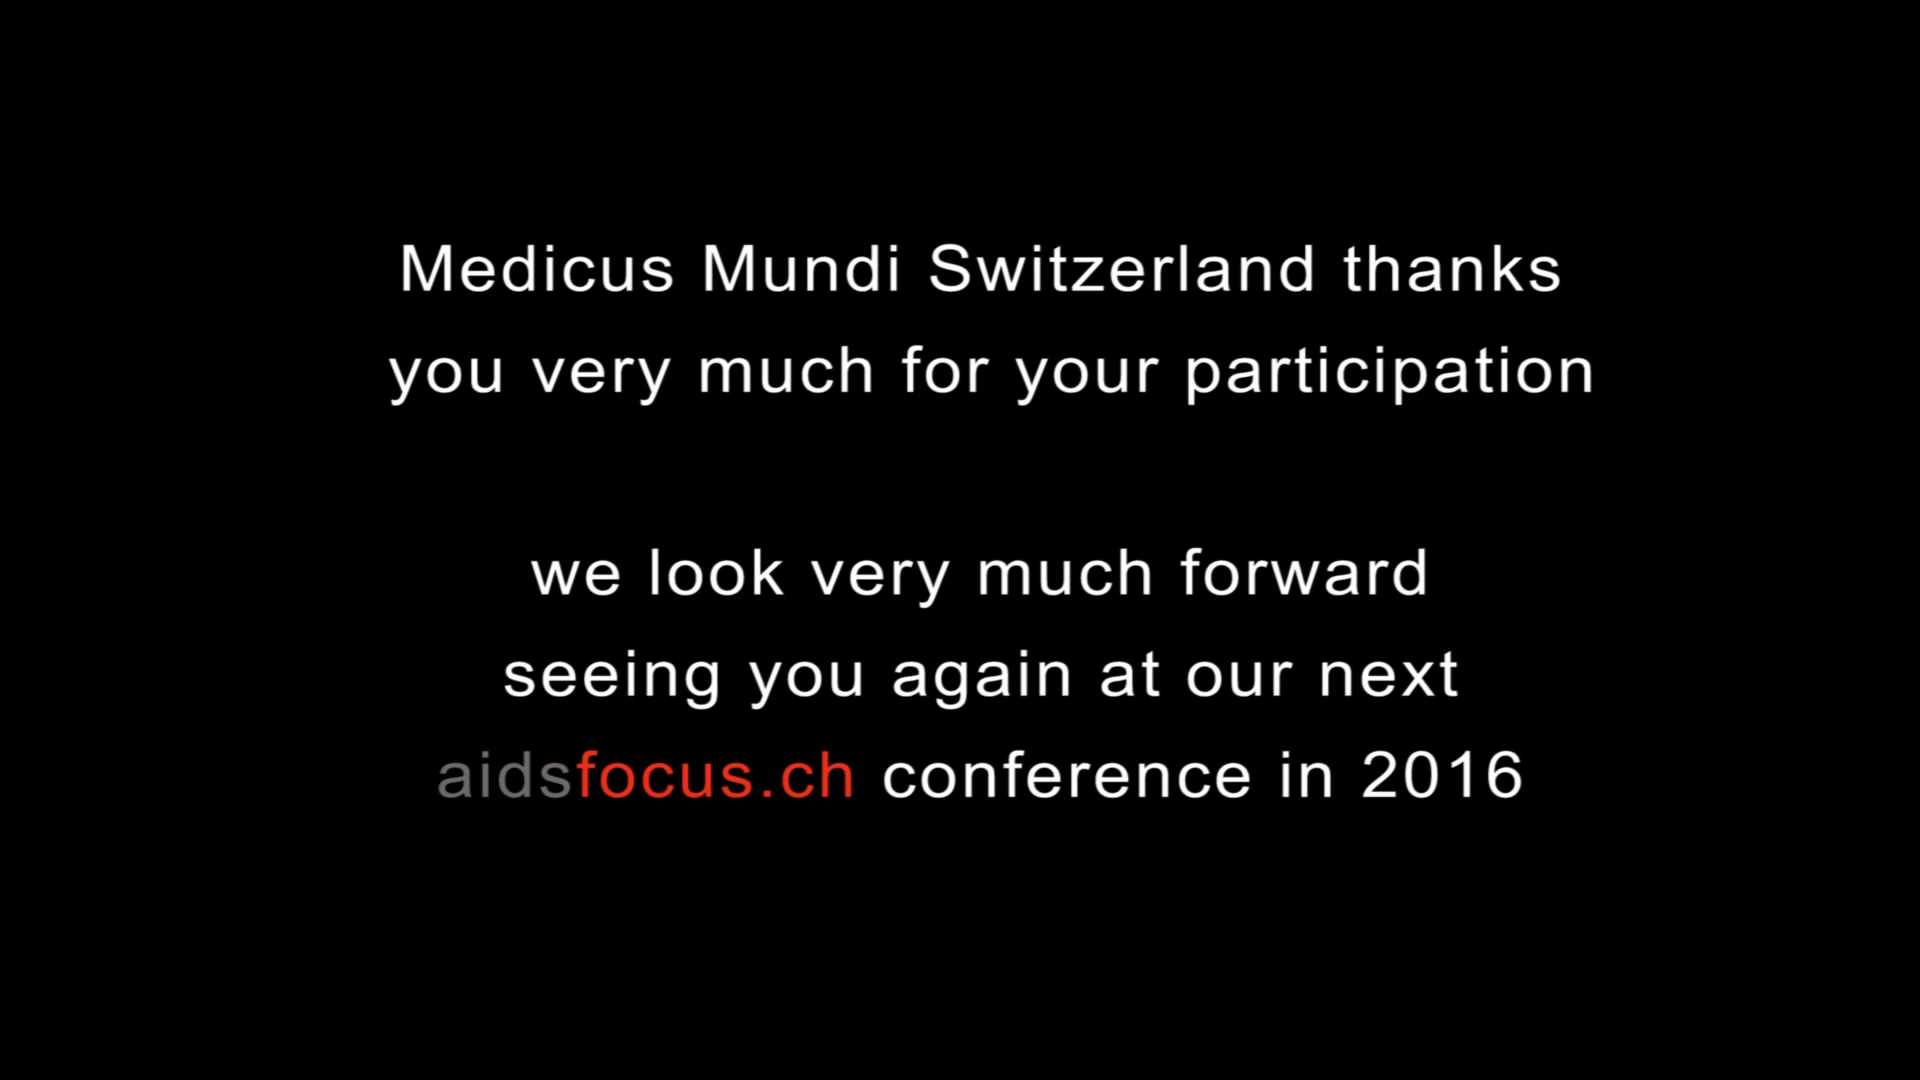 Medicus Mundi Switzerland thanks
you very much for your participation
we look very much forward
seeing you again at our next
aidsfocus.ch conference in 2016